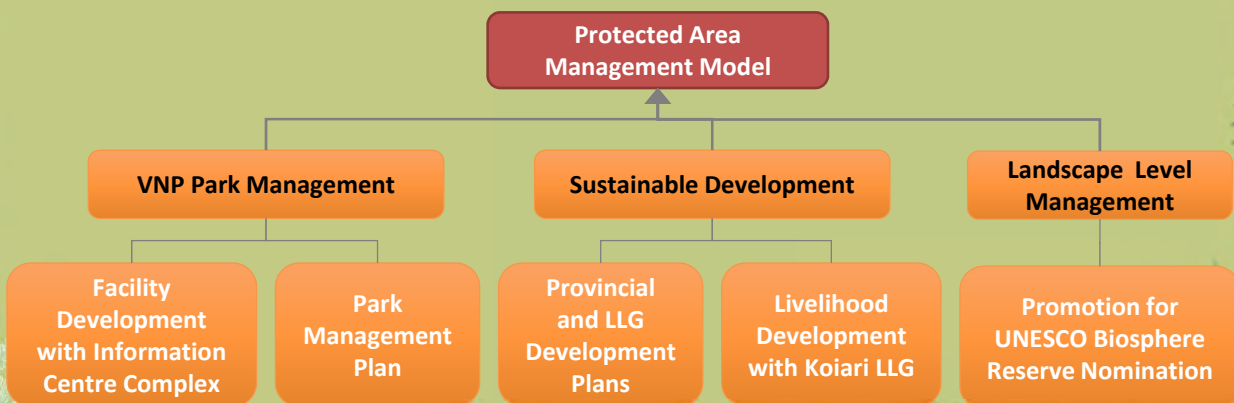 Protected Area
Management Model
VNP Park Management
Sustainable Development
Landscape Level
Management
Facility
Development
with Information
Centre Complex
Park
Management
Plan
Provincial
and LLG
Development
Plans
Livelihood
Development
with Koiari LLG
Promotion for
UNESCO Biosphere
Reserve Nomination